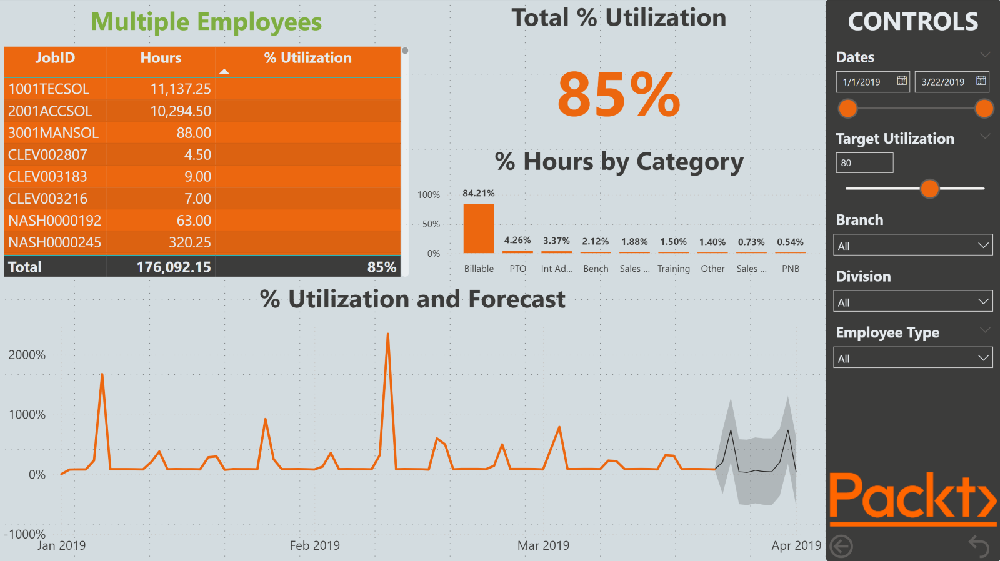 Multiple Employees
JobID Hours % Utilization
1001TECSOL 11,137.25
2001ACCSOL 10,294.50
3001MANSOL 88.00
CLEV002807 4.50
CLEV003183 9.00
CLEV003216 7.00
NASH0000192 63.00
NASH0000245 320.25
Total 176,092.15 85%
Total % Utilization
85%
% Hours by Category
100%
50%
0%
84.21% 4.26% 3.37% 2.12% 1.88% 1.50% 1.40% 0.73% 0.54%
Billable PTO Int Ad... Bench Sales ... Training Other Sales ... PNB
% Utilization and Forecast
2000%
1000%
0%
-1000%
Jan 2019 Feb 2019 Mar 2019 Apr 2019
CONTROLS
Dates
1/1/2019 3/22/2019
Target Utilization
80
Branch
All
Division
All
Employee Type
All
Packt>